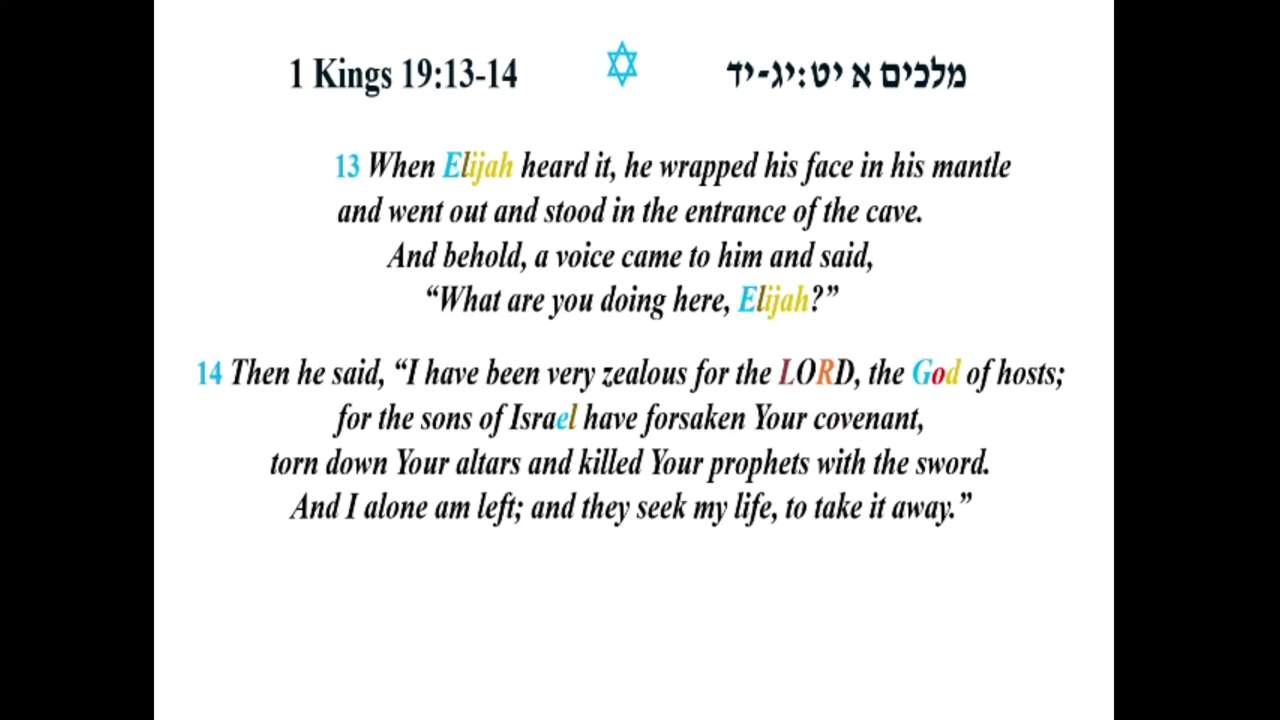 1 Kings 19:13-14 מלכים א יט:יג-יד
13 When Elijah heard it, he wrapped his face in his mantle
and went out and stood in the entrance of the cave.
And behold, a voice came to him and said,
“What are you doing here, Elijah?”
14 Then he said, “I have been very zealous for the LORD, the God of hosts;
for the sons of Israel have forsaken Your covenant,
torn down Your altars and killed Your prophets with the sword.
And I alone am left; and they seek my life, to take it away.”